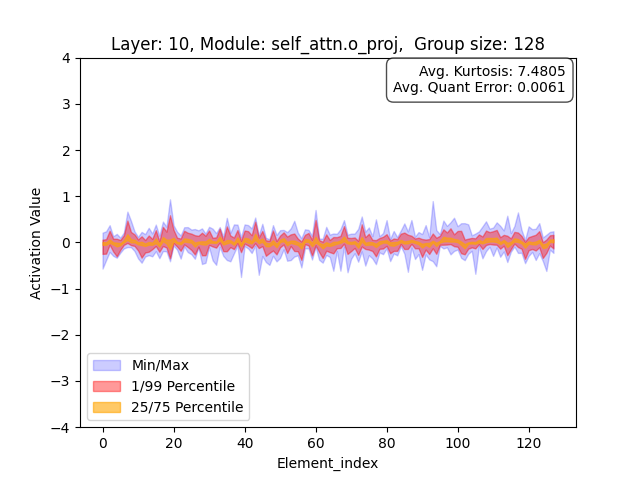 Layer: 10, Module: self_attn.o_proj,  Group size: 128
Avg. Kurtosis: 7.4805
Avg. Quant Error: 0.0061
4
3
2
1
0
−1
−2
−3
−4
Activation Value
Min/Max
1/99 Percentile
25/75 Percentile
0 20 40 60 80 100 120
Element_index